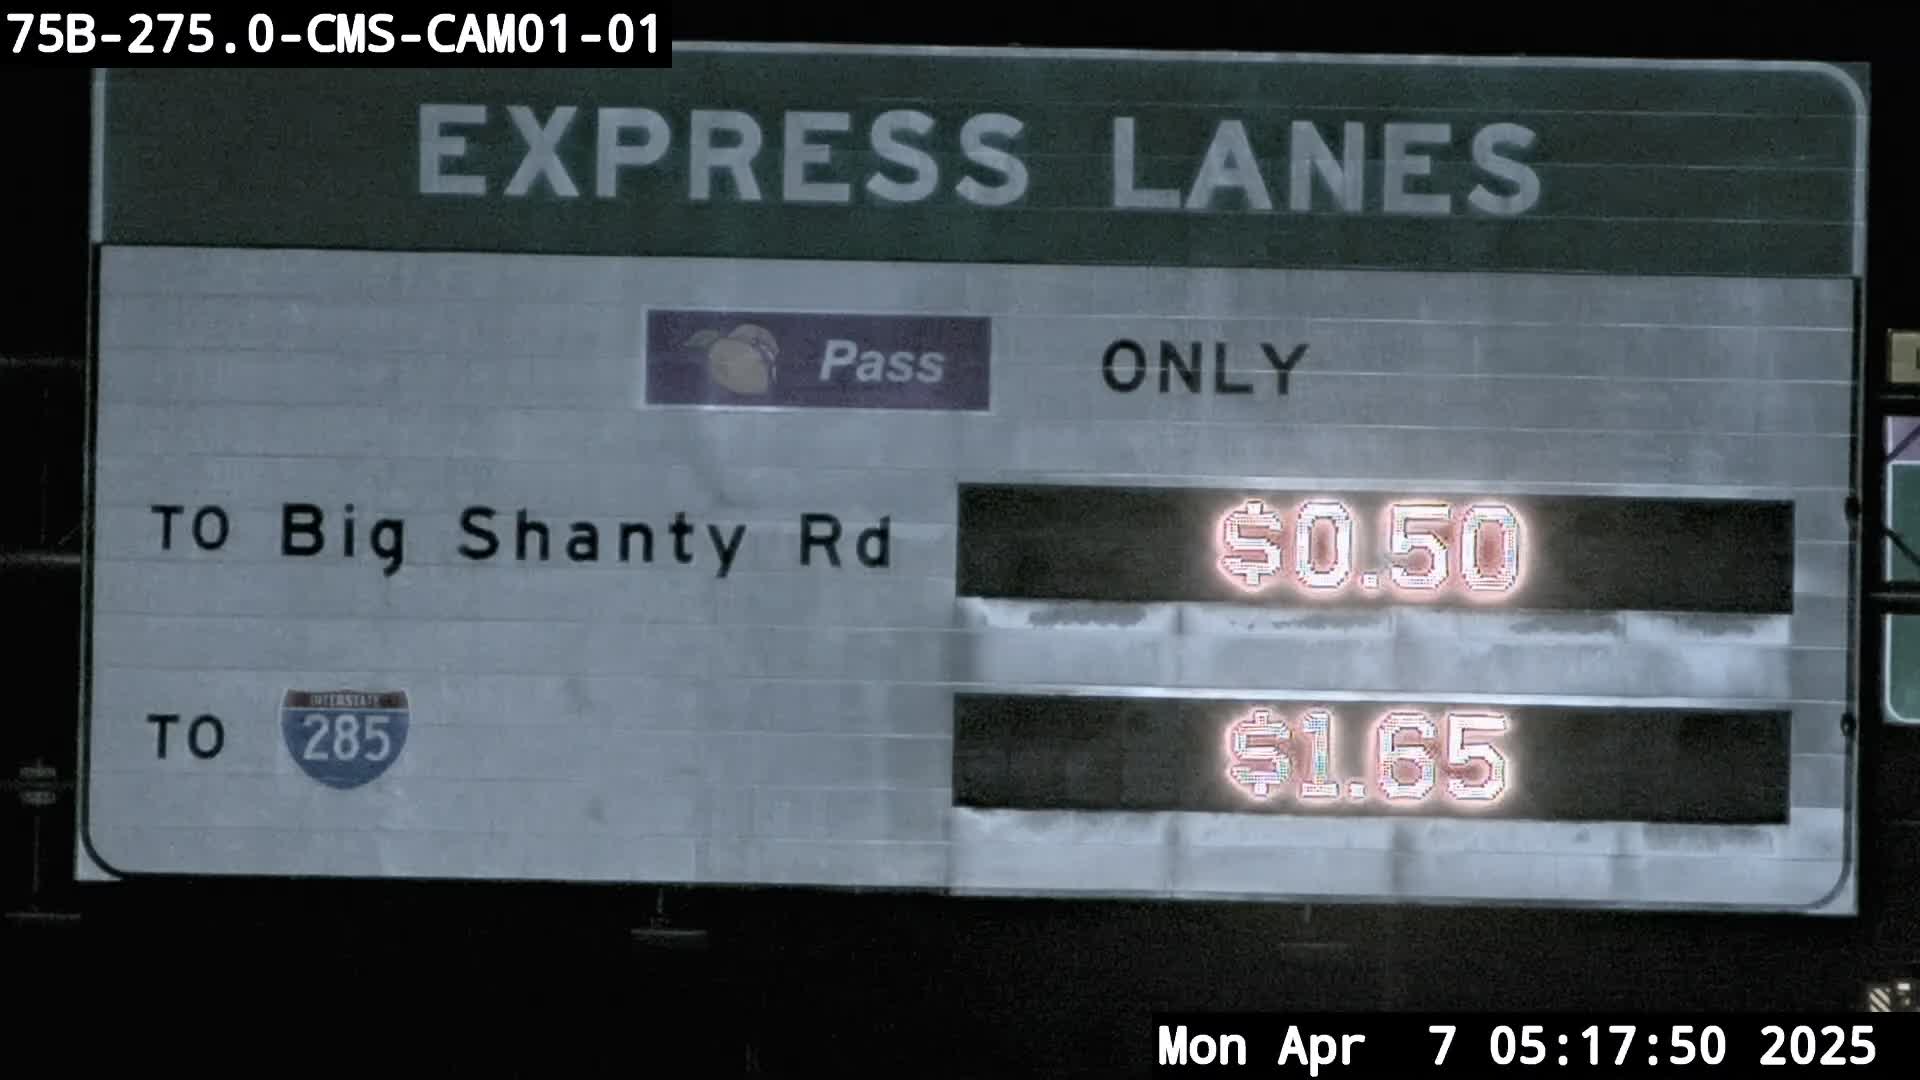 75B-275.0-CMS-CAM01-01
EXPRESS LANES
Pass ONLY
TO Big Shanty Rd $0.50
TO INTERSTATE 285 $1.65
Mon Apr 7 05:17:50 2025